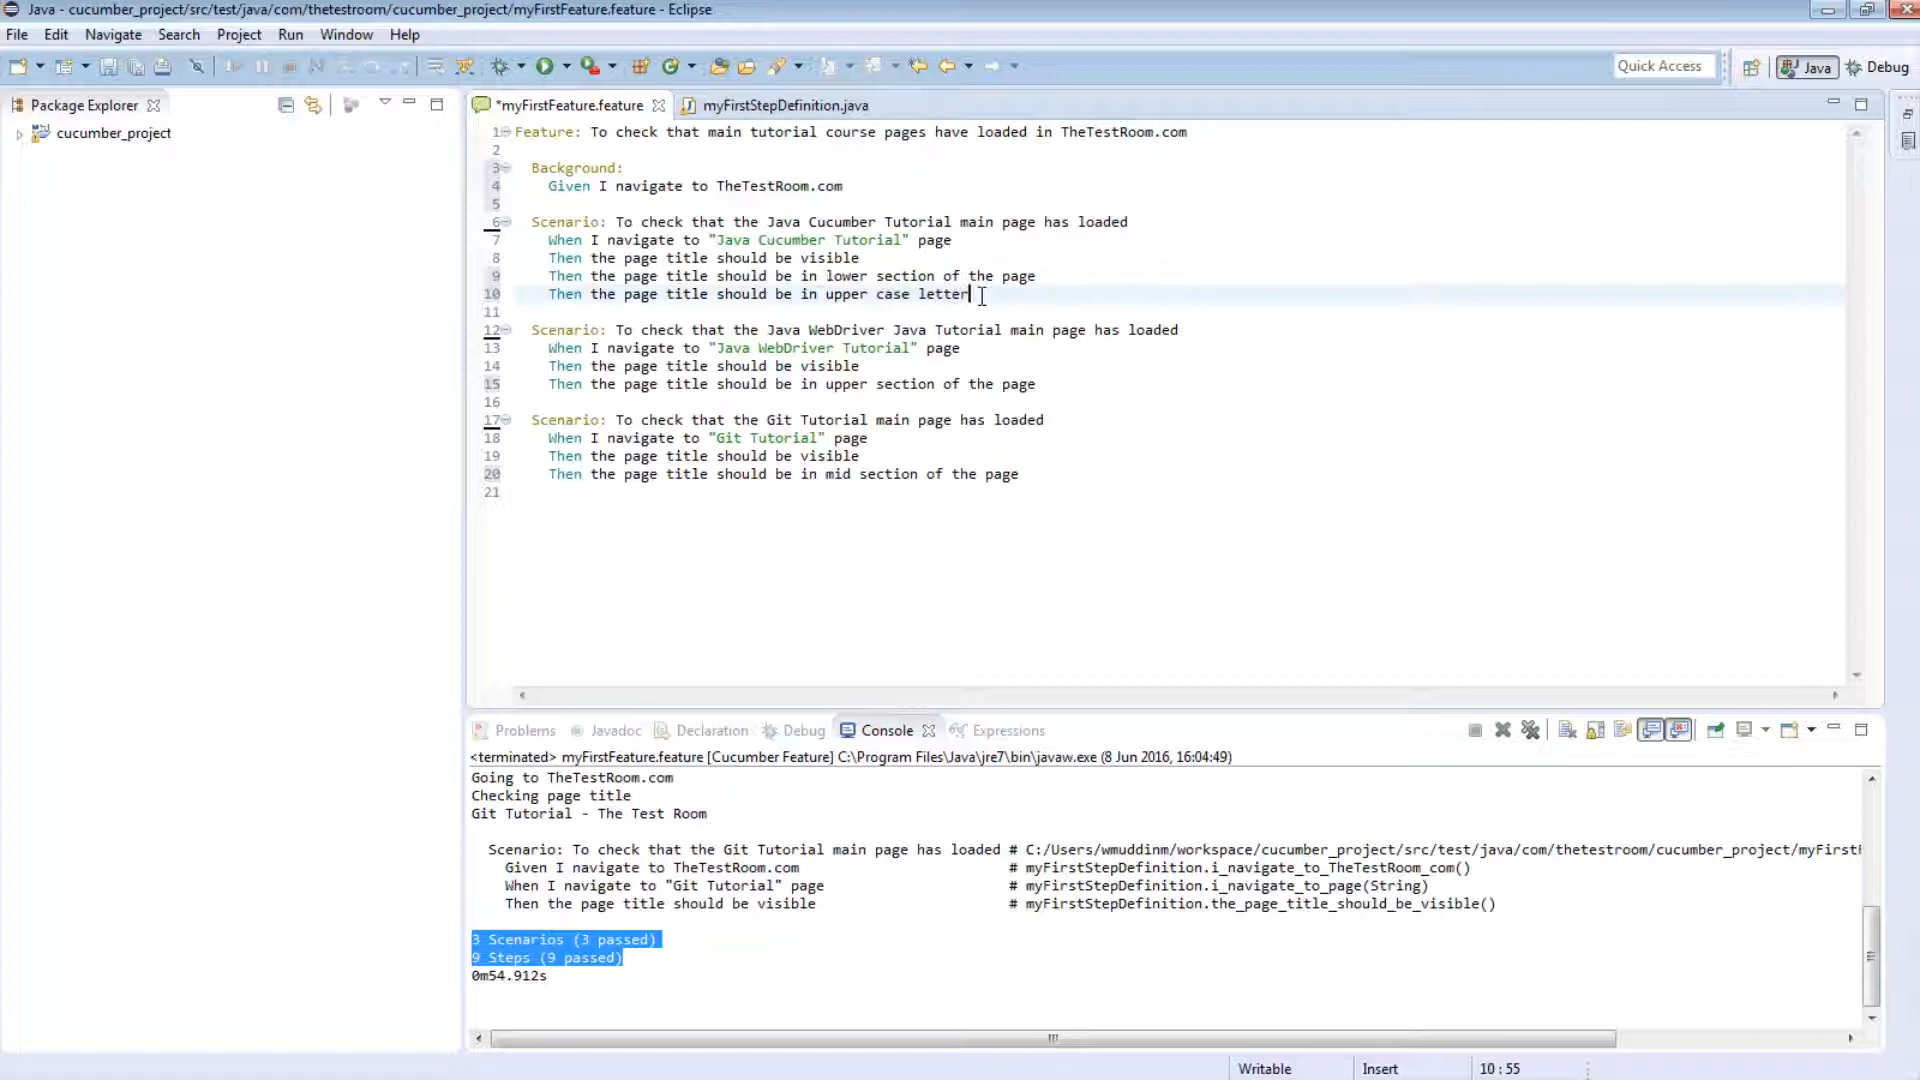 Java - cucumber_project/src/test/java/com/thetestroom/cucumber_project/myFirstFeature.feature - Eclipse
File Edit Navigate Search Project Run Window Help
Quick Access Java Debug
Package Explorer
cucumber_project
*myFirstFeature.feature myFirstStepDefinition.java
1 Feature: To check that main tutorial course pages have loaded in TheTestRoom.com
2
3 Background:
4 Given I navigate to TheTestRoom.com
5
6 Scenario: To check that the Java Cucumber Tutorial main page has loaded
7 When I navigate to "Java Cucumber Tutorial" page
8 Then the page title should be visible
9 Then the page title should be in lower section of the page
10 Then the page title should be in upper case letter
11
12 Scenario: To check that the Java WebDriver Java Tutorial main page has loaded
13 When I navigate to "Java WebDriver Tutorial" page
14 Then the page title should be visible
15 Then the page title should be in upper section of the page
16
17 Scenario: To check that the Git Tutorial main page has loaded
18 When I navigate to "Git Tutorial" page
19 Then the page title should be visible
20 Then the page title should be in mid section of the page
21
Problems Javadoc Declaration Debug Console Expressions
<terminated> myFirstFeature.feature [Cucumber Feature] C:\Program Files\Java\jre7\bin\javaw.exe (8 Jun 2016, 16:04:49)
Going to TheTestRoom.com
Checking page title
Git Tutorial - The Test Room
Scenario: To check that the Git Tutorial main page has loaded # C:/Users/wmuddinm/workspace/cucumber_project/src/test/java/com/thetestroom/cucumber_project/myFirstF
Given I navigate to TheTestRoom.com # myFirstStepDefinition.i_navigate_to_TheTestRoom_com()
When I navigate to "Git Tutorial" page # myFirstStepDefinition.i_navigate_to_page(String)
Then the page title should be visible # myFirstStepDefinition.the_page_title_should_be_visible()
3 Scenarios (3 passed)
9 Steps (9 passed)
0m54.912s
Writable Insert 10 : 55